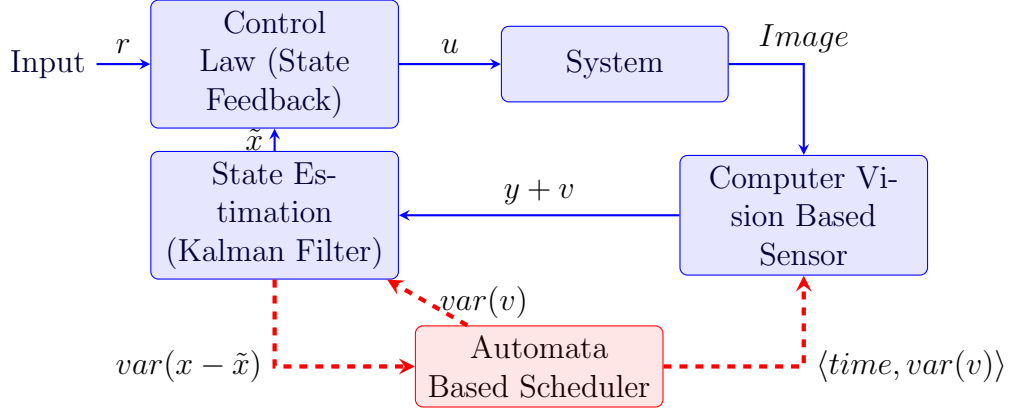 Input
r
Control
Law (State
Feedback)
u
System
Image
x̃
State Es-
timation
(Kalman Filter)
y + v
Computer Vi-
sion Based
Sensor
var(v)
var(x − x̃)
Automata
Based Scheduler
⟨time, var(v)⟩